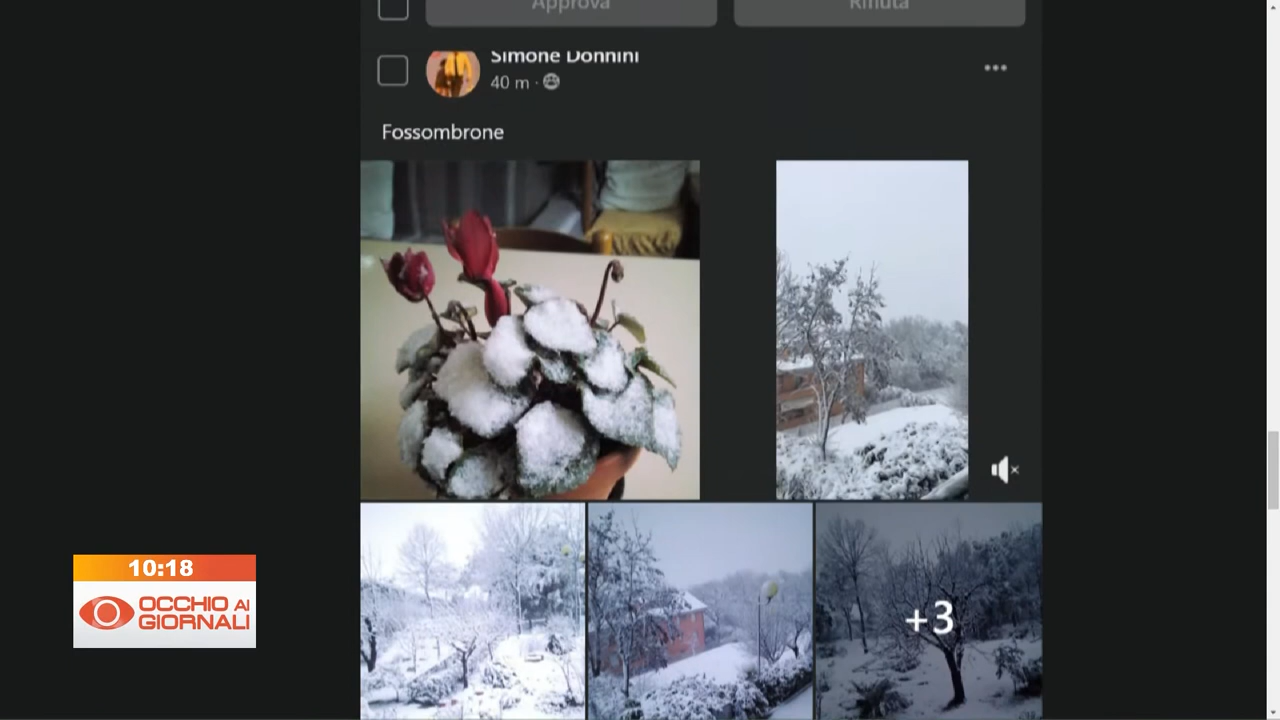 Approva
Rifiuta
Simone Donnini
40 m ·
Fossombrone
+3
10:18
OCCHIO AI
GIORNALI